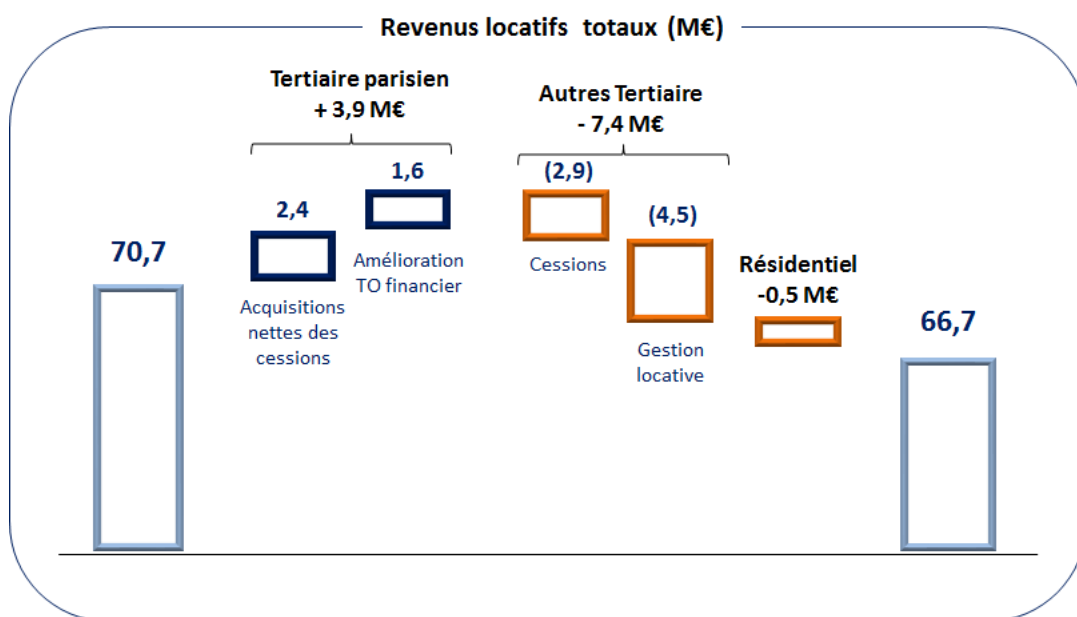 Revenus locatifs totaux (M€)
Tertiaire parisien
+ 3,9 M€
Autres Tertiaire
- 7,4 M€
70,7
2,4
Acquisitions
nettes des
cessions
1,6
Amélioration
TO financier
(2,9)
Cessions
(4,5)
Gestion
locative
Résidentiel
-0,5 M€
66,7